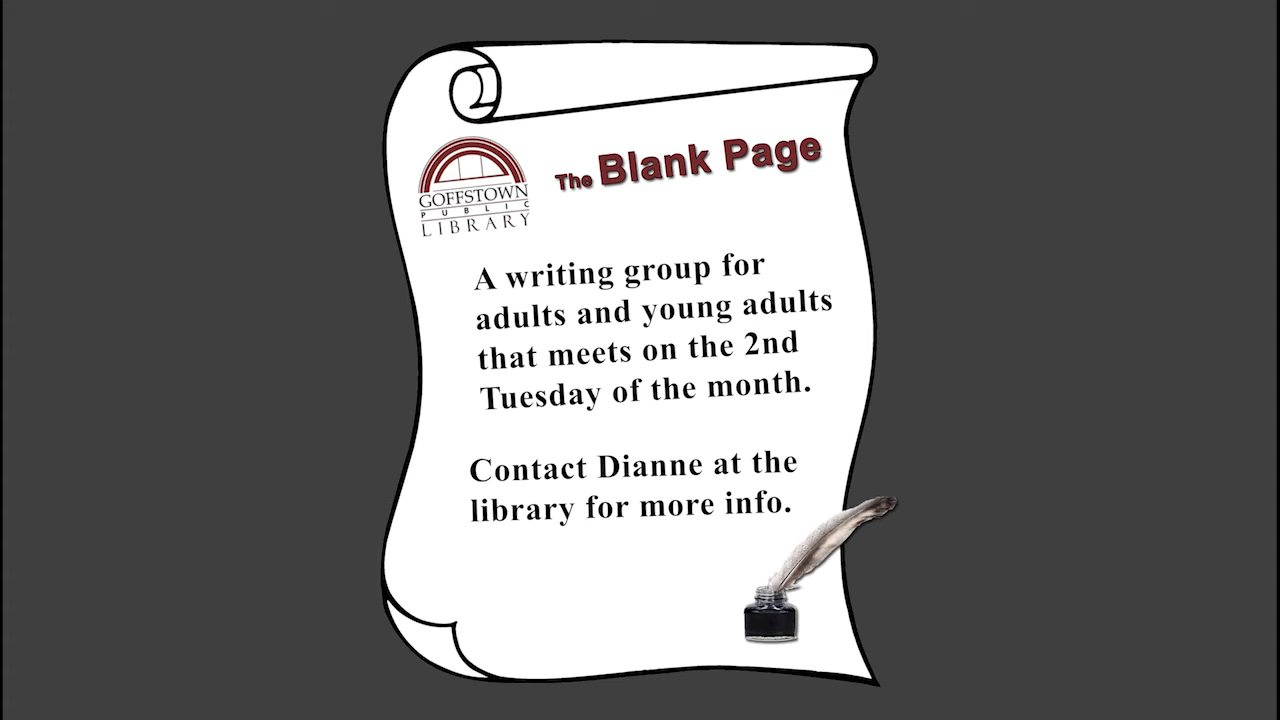 GOFFSTOWN
PUBLIC
LIBRARY
The Blank Page
A writing group for
adults and young adults
that meets on the 2nd
Tuesday of the month.
Contact Dianne at the
library for more info.